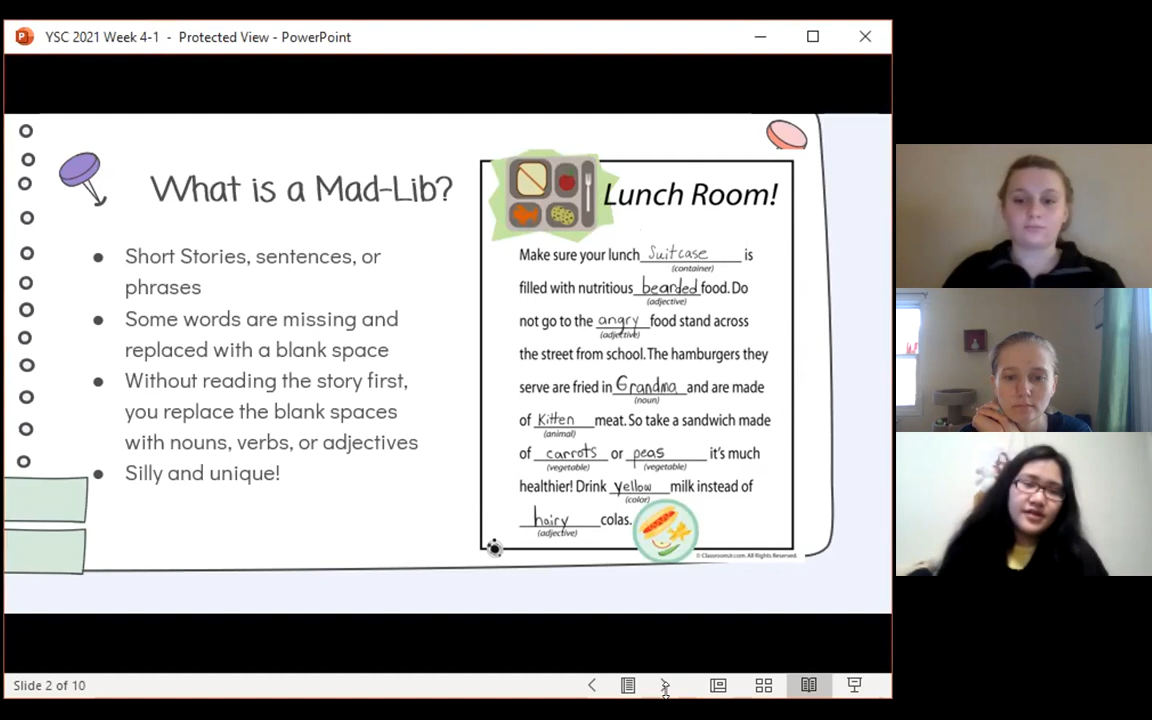 YSC 2021 Week 4-1 - Protected View - PowerPoint
What is a Mad-Lib?
Short Stories, sentences, or
phrases
Some words are missing and
replaced with a blank space
Without reading the story first,
you replace the blank spaces
with nouns, verbs, or adjectives
Silly and unique!
Lunch Room!
Make sure your lunch Suitcase is
(container)
filled with nutritious bearded food. Do
(adjective)
not go to the angry food stand across
(adjective)
the street from school. The hamburgers they
serve are fried in Grandma and are made
(noun)
of Kitten meat. So take a sandwich made
(animal)
of carrots or peas it's much
(vegetable) (vegetable)
healthier! Drink yellow milk instead of
(color)
hairy colas.
(adjective)
© Classroomjr.com. All Rights Reserved.
Slide 2 of 10